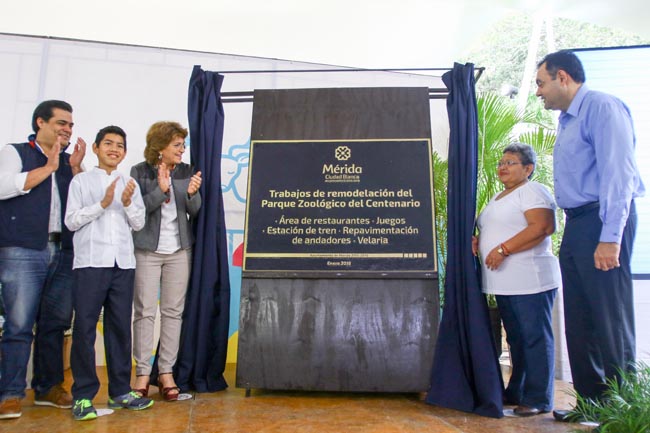 Mérida
Ciudad Blanca
Trabajos de remodelación del
Parque Zoológico del Centenario
· Área de restaurantes · Juegos
· Estación de tren · Repavimentación
de andadores · Velaria